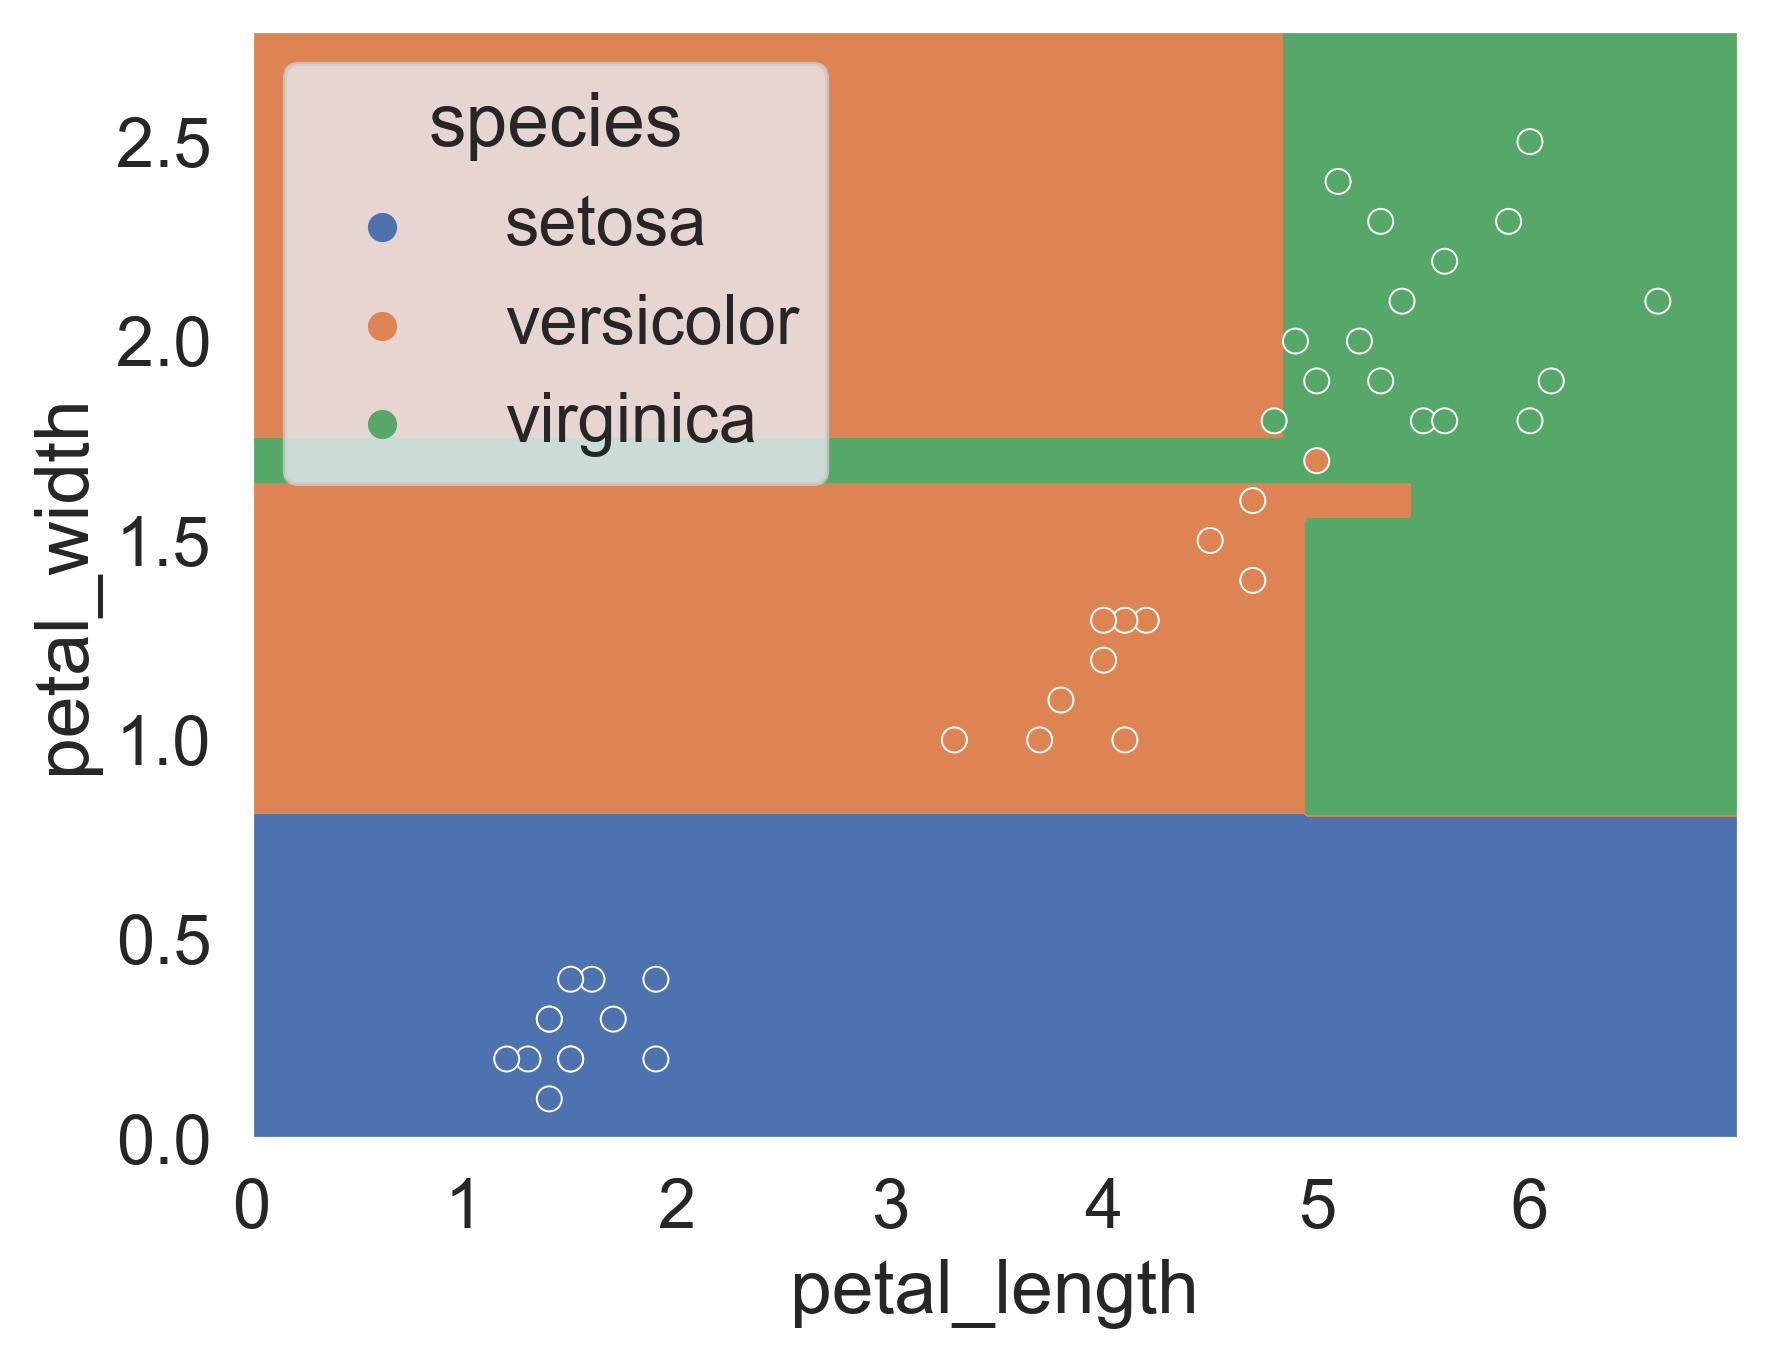 species
setosa
versicolor
virginica
petal_width
2.5
2.0
1.5
1.0
0.5
0.0
0 1 2 3 4 5 6
petal_length